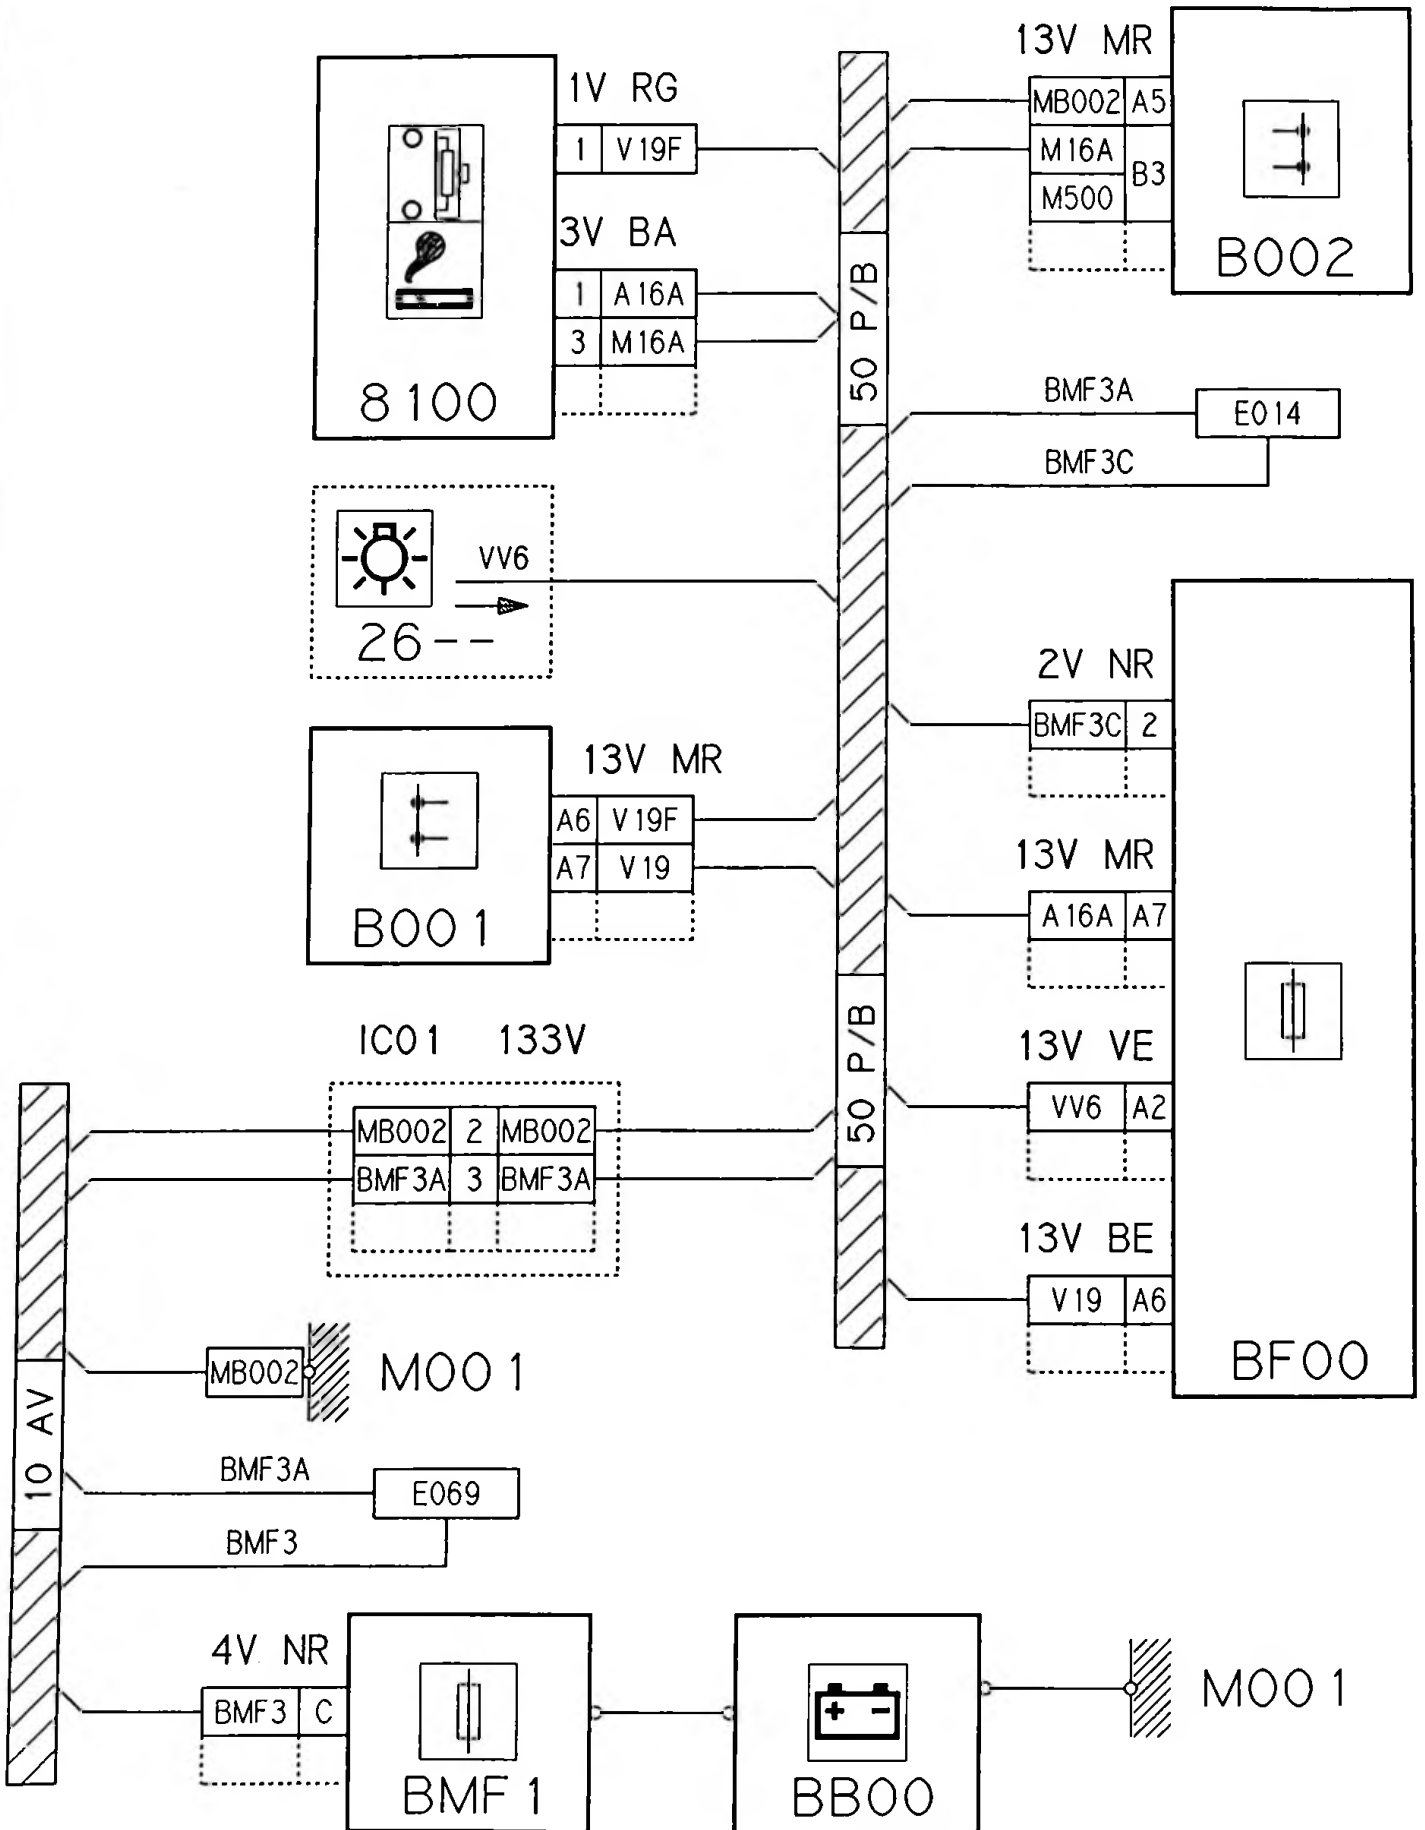 13V MR
MB002 A5
M16A
B3
M500
B002
1V RG
1 V19F
3V BA
1 A16A
3 M16A
8100
50 P/B
BMF3A
E014
BMF3C
VV6
26--
2V NR
BMF3C 2
13V MR
A6 V19F
A7 V19
B001
13V MR
A16A A7
50 P/B
13V VE
VV6 A2
IC01 133V
MB002 2 MB002
BMF3A 3 BMF3A
13V BE
V19 A6
BF00
MB002
M001
10 AV
BMF3A
E069
BMF3
4V NR
BMF3 C
BMF1
+ -
BB00
M001